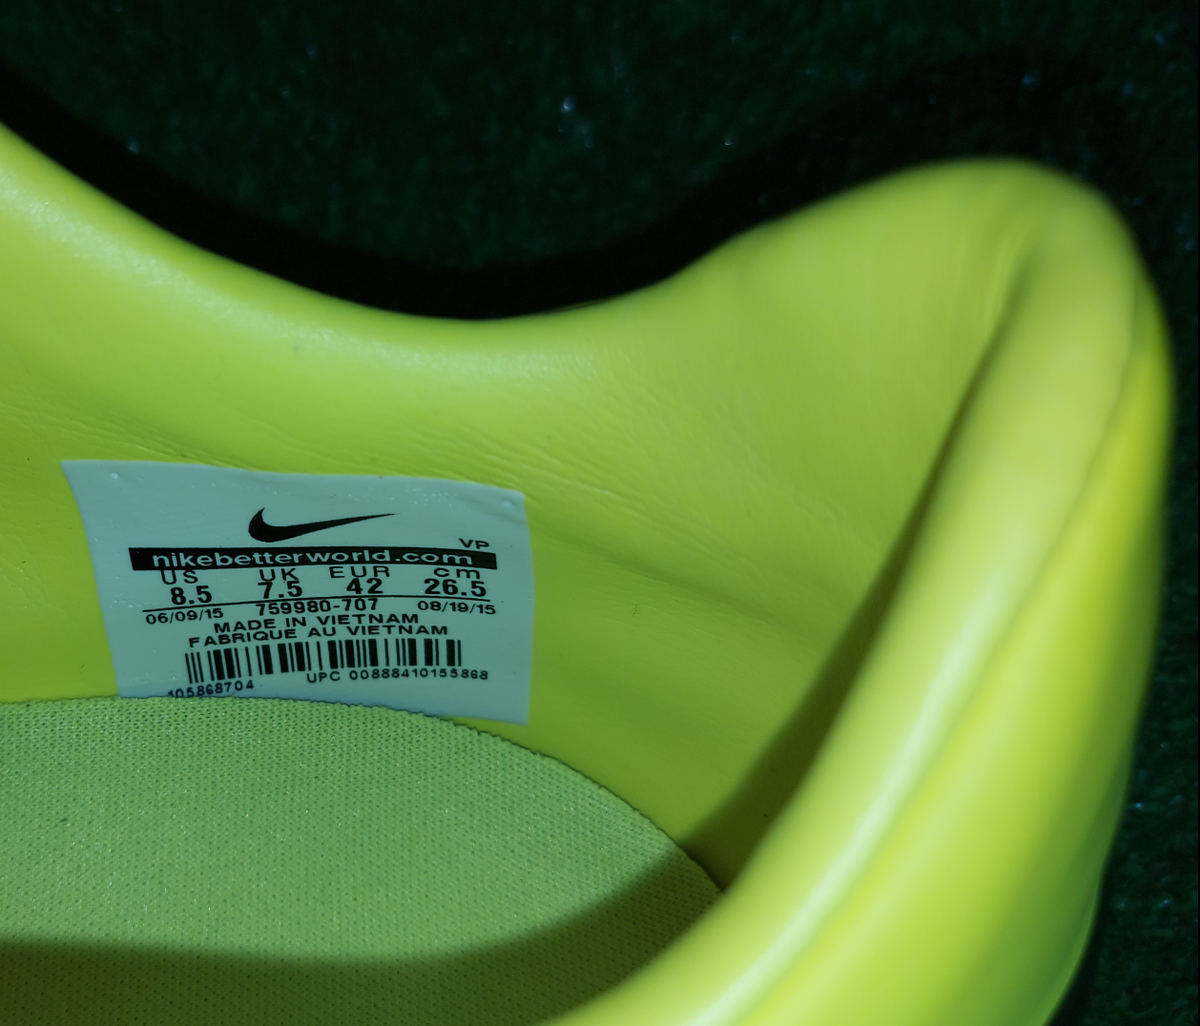 VP
nikebetterworld.com
US UK EUR cm
8.5 7.5 42 26.5
06/09/15 759980-707 08/19/15
MADE IN VIETNAM
FABRIQUE AU VIETNAM
UPC 00888410155868
105868704